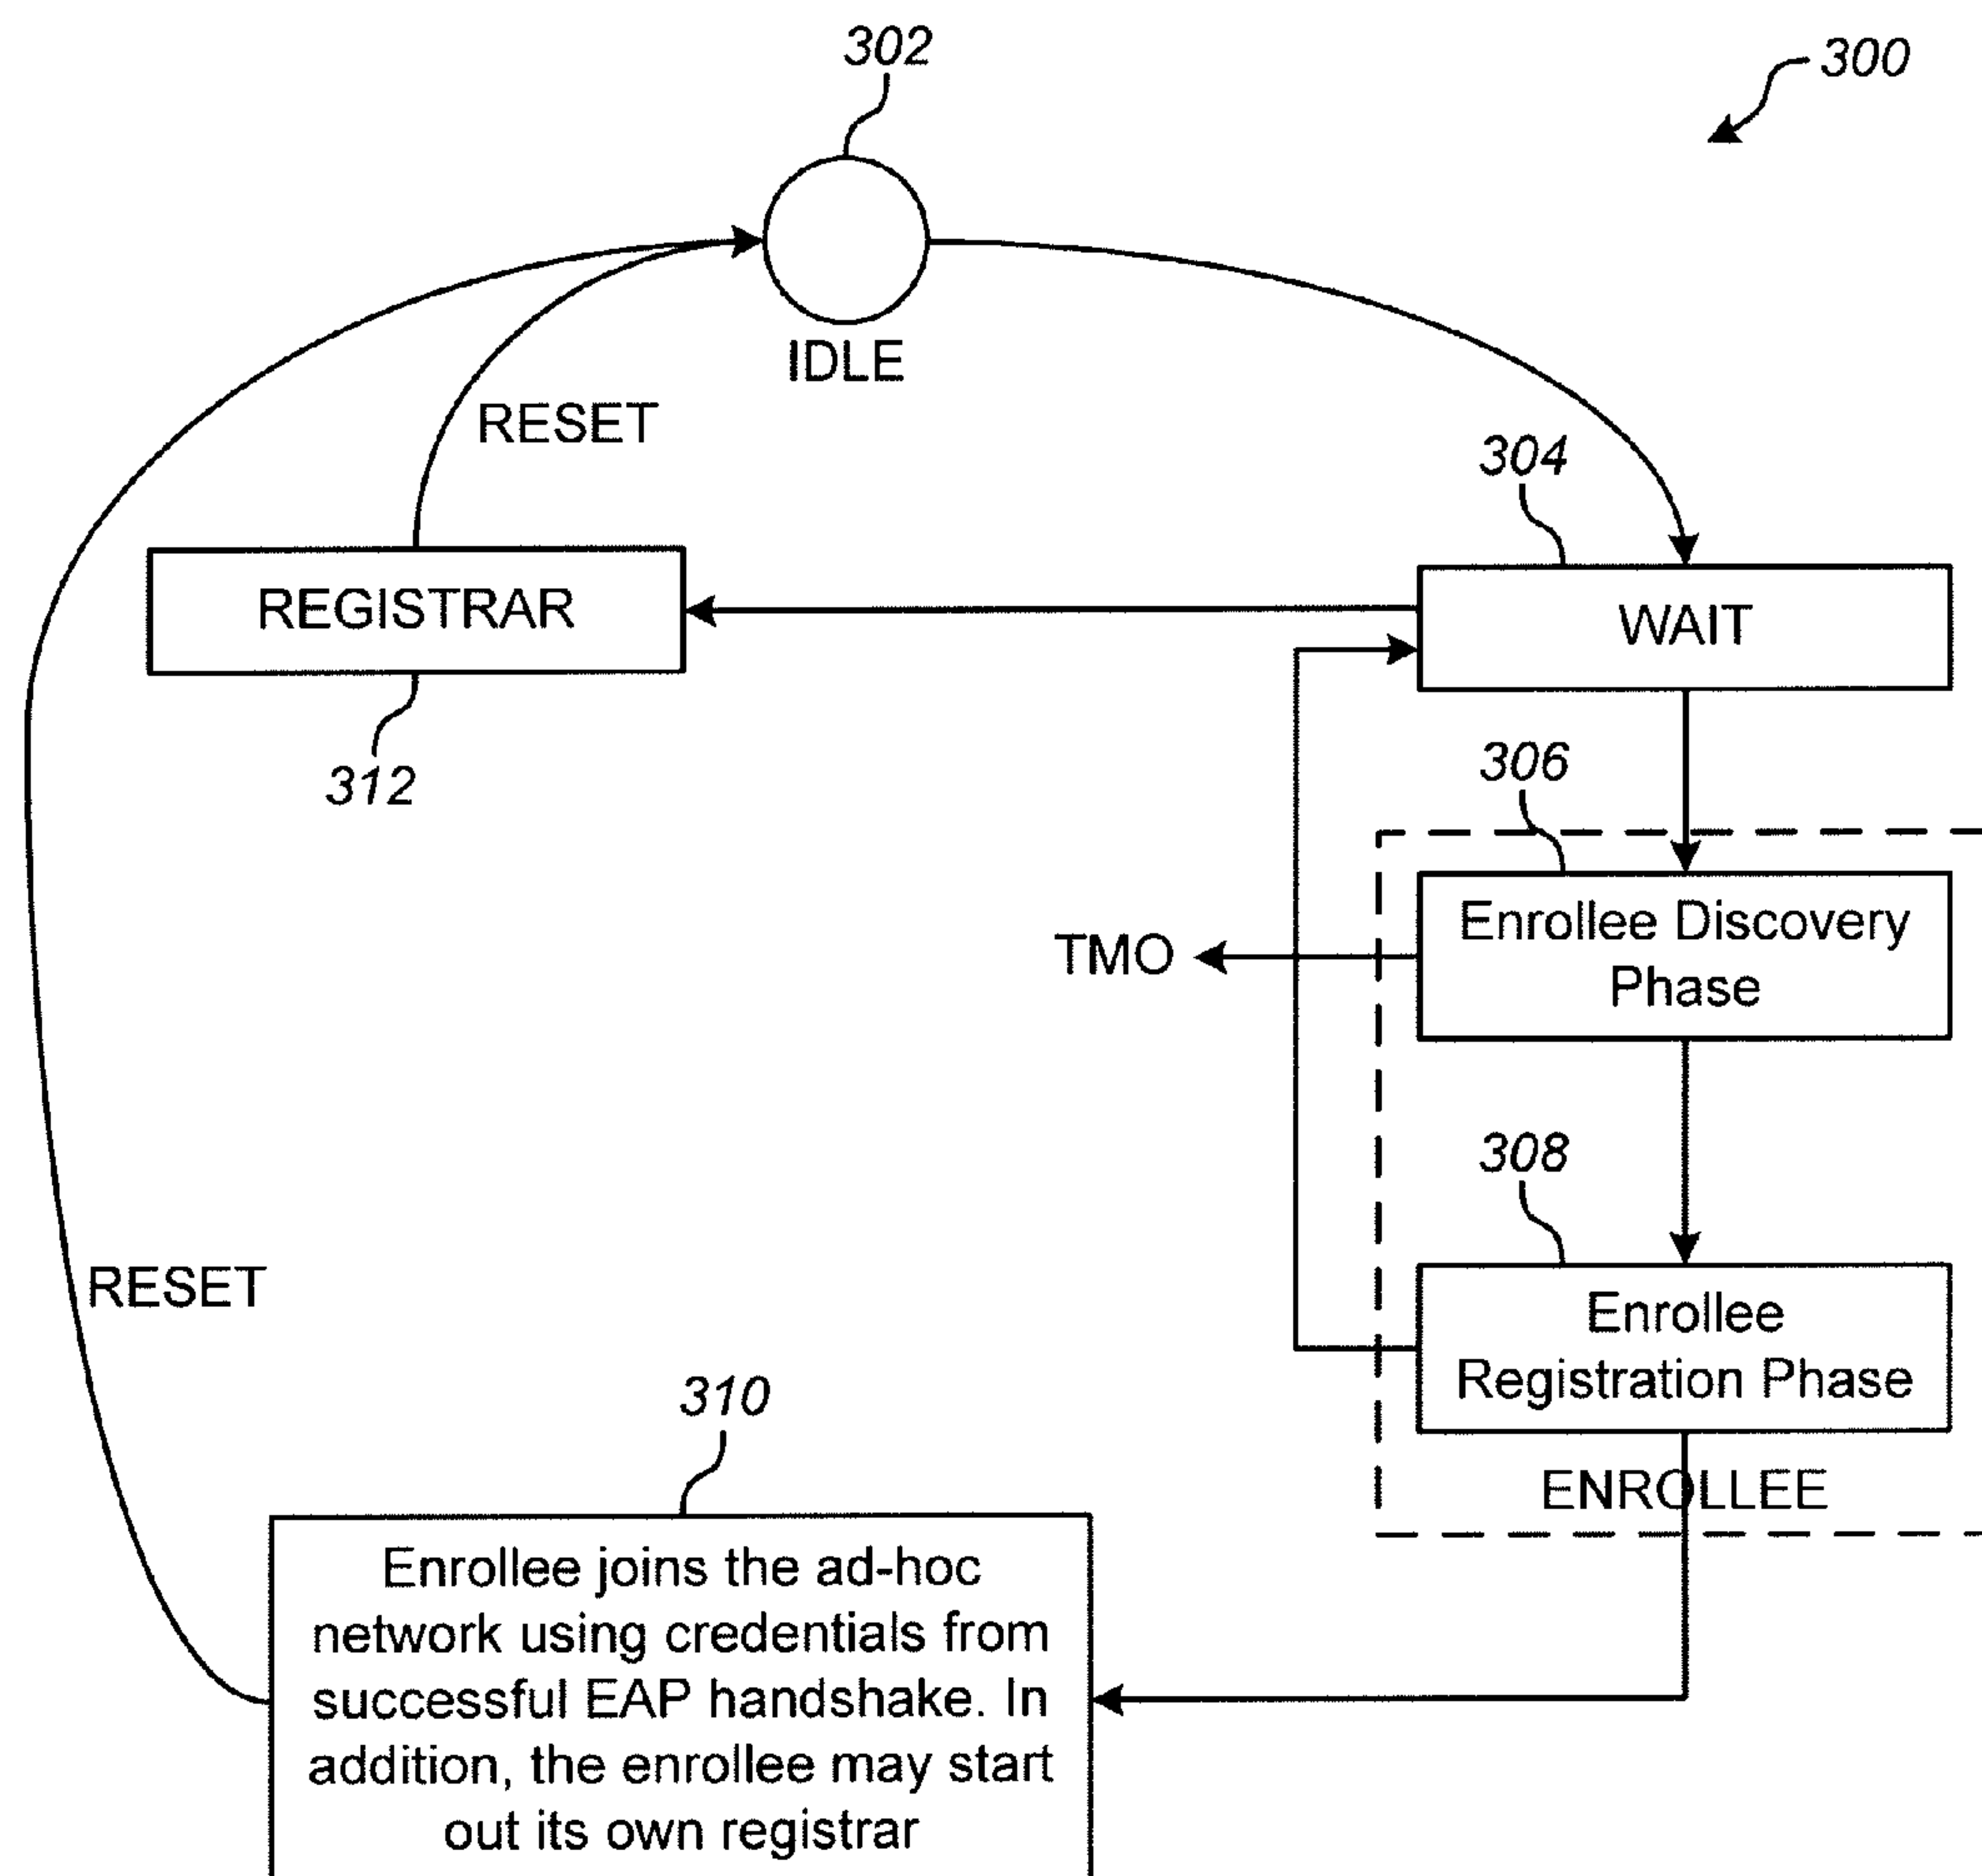 302
300
IDLE
RESET
304
REGISTRAR
WAIT
312
306
Enrollee Discovery
Phase
TMO
308
Enrollee
Registration Phase
ENROLLEE
RESET
310
Enrollee joins the ad-hoc
network using credentials from
successful EAP handshake. In
addition, the enrollee may start
out its own registrar